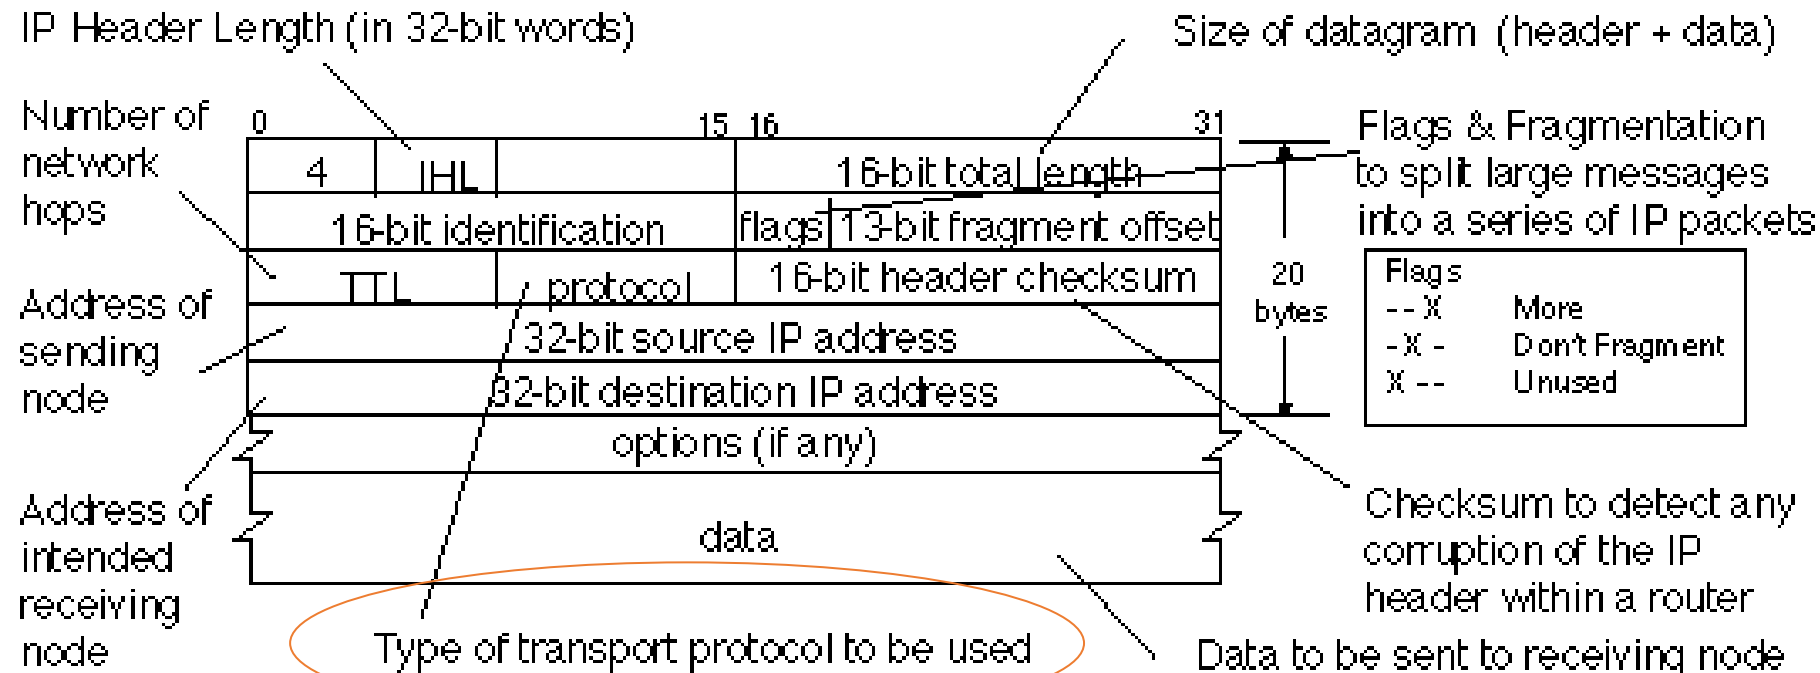 IP Header Length (in 32-bit words)
Size of datagram (header + data)
Number of
network
hops
0
15 16
31
Flags & Fragmentation
to split large messages
into a series of IP packets
4
IHL
16-bit total length
16-bit identification
flags
13-bit fragment offset
TTL
protocol
16-bit header checksum
20
bytes
Flags
- - X More
- X - Don't Fragment
X - - Unused
Address of
sending
node
32-bit source IP address
32-bit destination IP address
options (if any)
Address of
intended
receiving
node
data
Checksum to detect any
corruption of the IP
header within a router
Type of transport protocol to be used
Data to be sent to receiving node